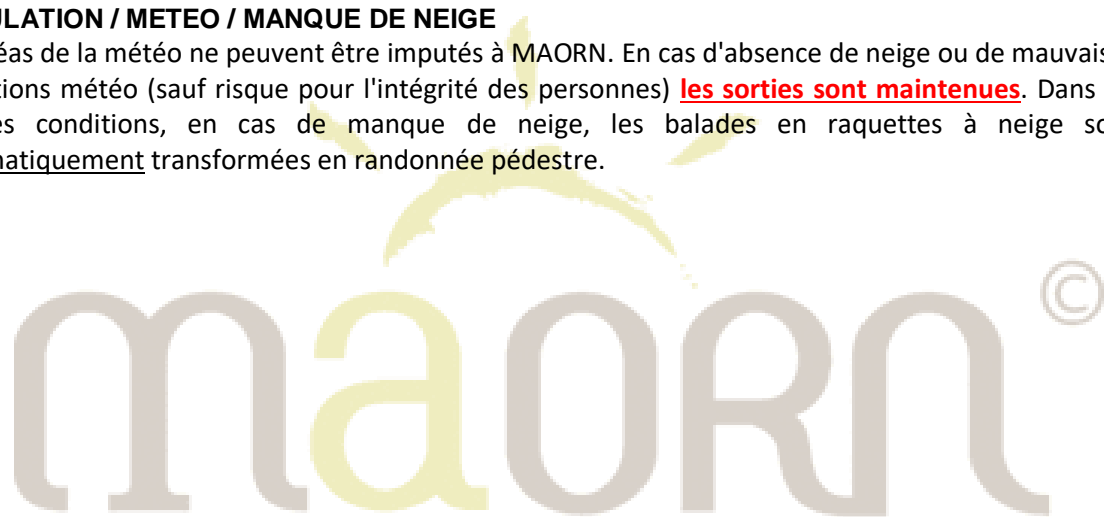 ULATION / METEO / MANQUE DE NEIGE
éas de la météo ne peuvent être imputés à MAORN. En cas d'absence de neige ou de mauvais
tions météo (sauf risque pour l'intégrité des personnes) les sorties sont maintenues. Dans
es conditions, en cas de manque de neige, les balades en raquettes à neige so
matiquement transformées en randonnée pédestre.
maorn ©